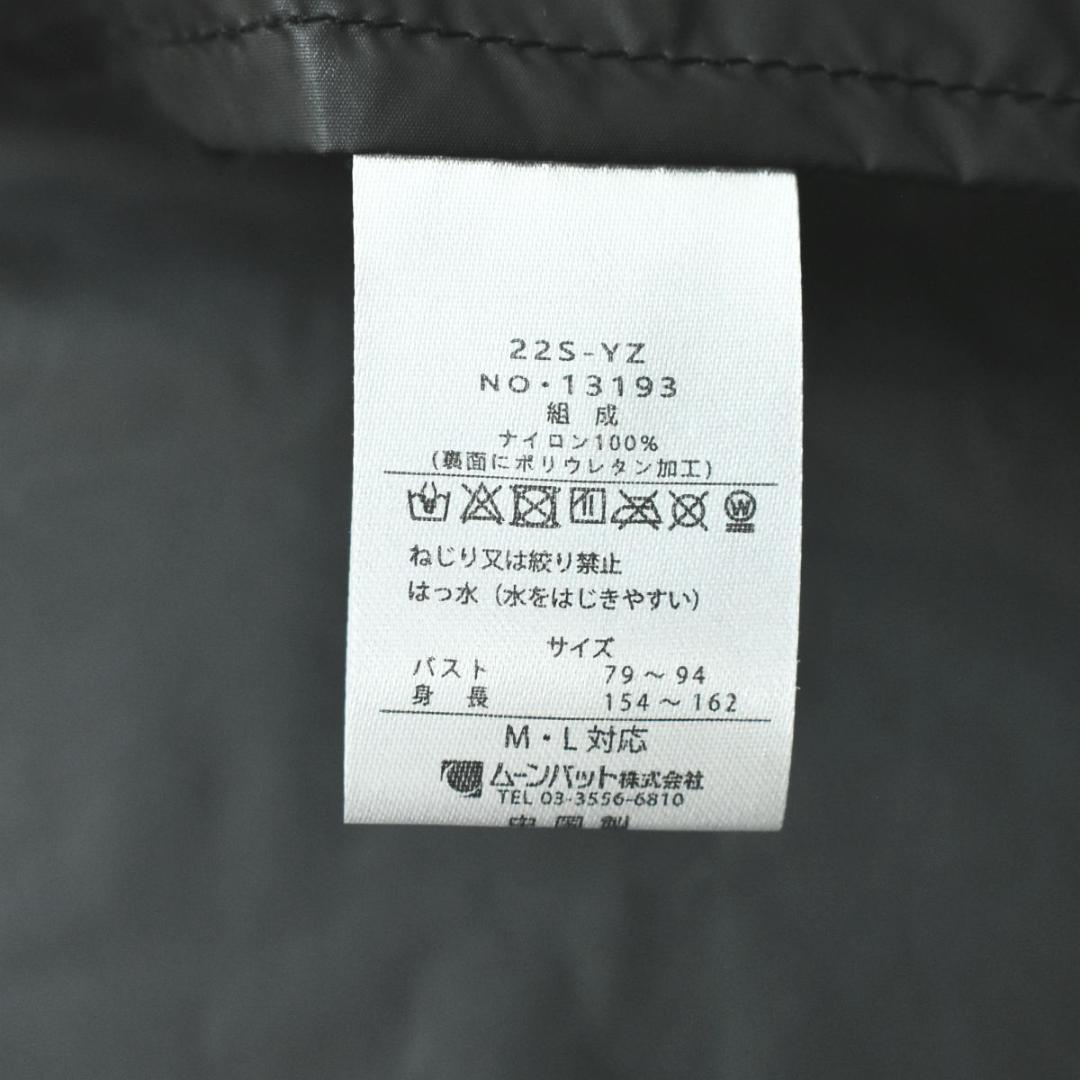 22S-YZ
NO・13193
組 成
ナイロン100%
(裏面にポリウレタン加工)
ねじり又は絞り禁止
はっ水（水をはじきやすい）
サイズ
バスト 79～94
身 長 154～162
M・L対応
ムーンバット株式会社
TEL 03-3556-6810
中国製